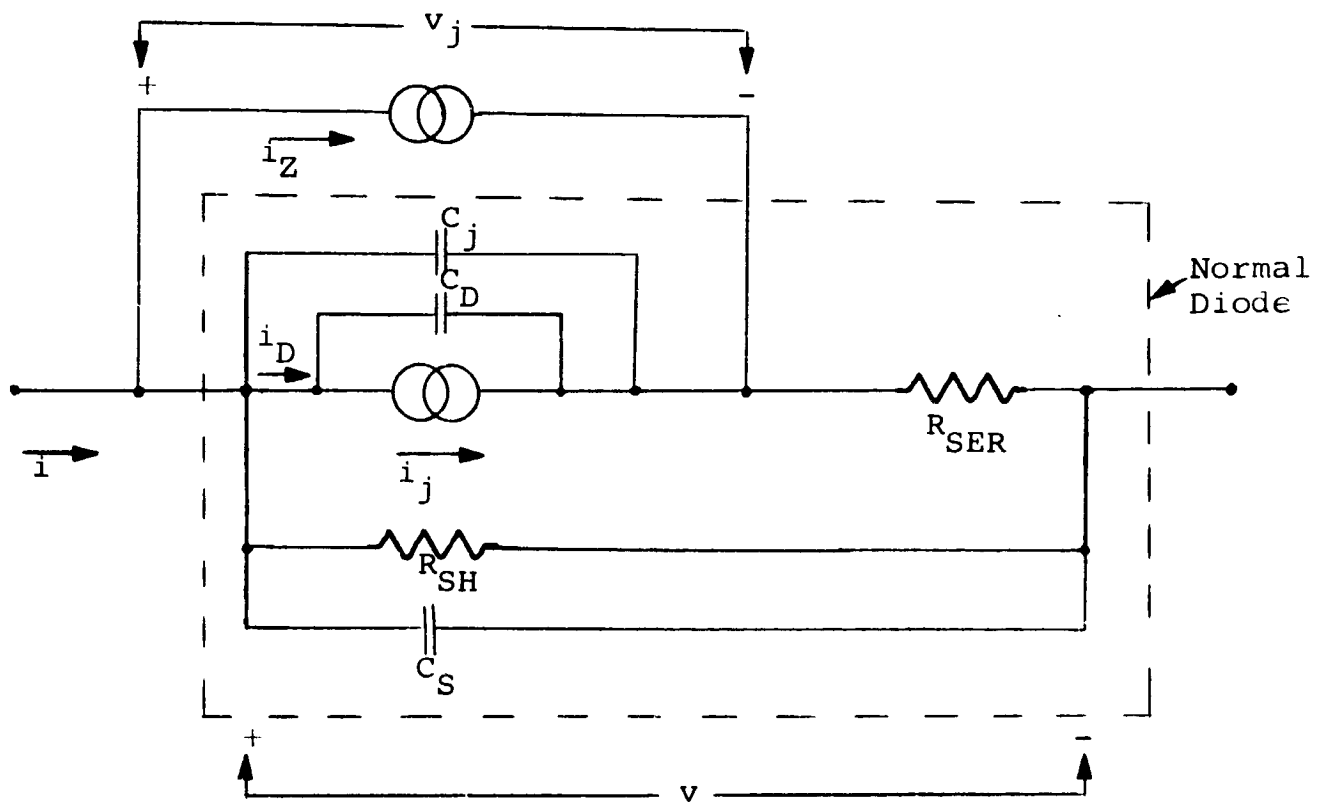 v_j
+
-
i_Z
C_j
C_D
Normal
Diode
i_D
R_SER
i
i_j
R_SH
C_S
+
-
v